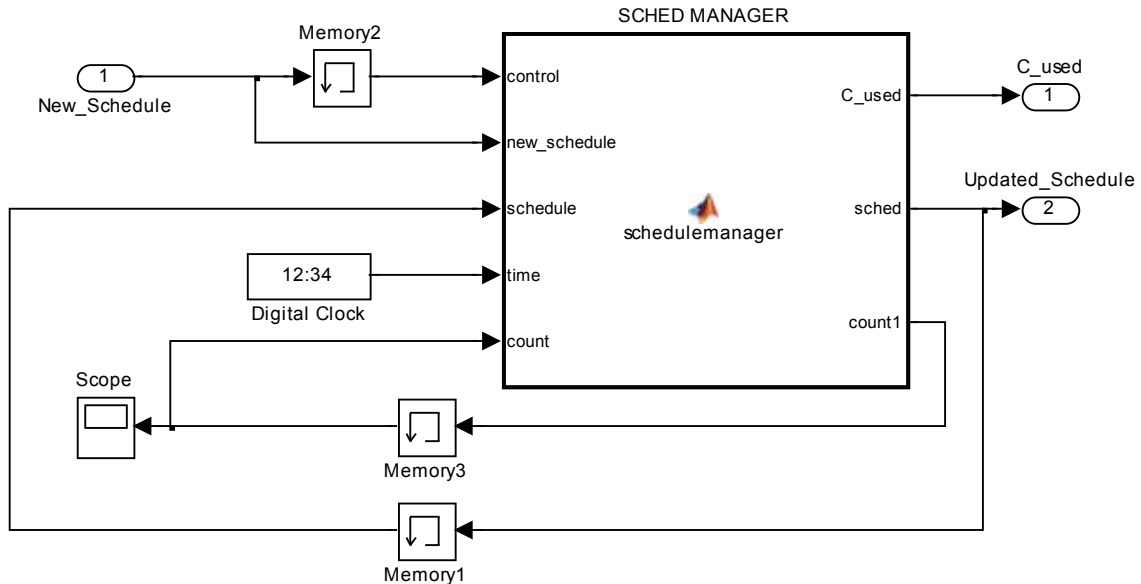 SCHED MANAGER
Memory2
1
New_Schedule
control
new_schedule
schedule
12:34
Digital Clock
time
count
schedulemanager
C_used
sched
count1
C_used
1
Updated_Schedule
2
Scope
Memory3
Memory1